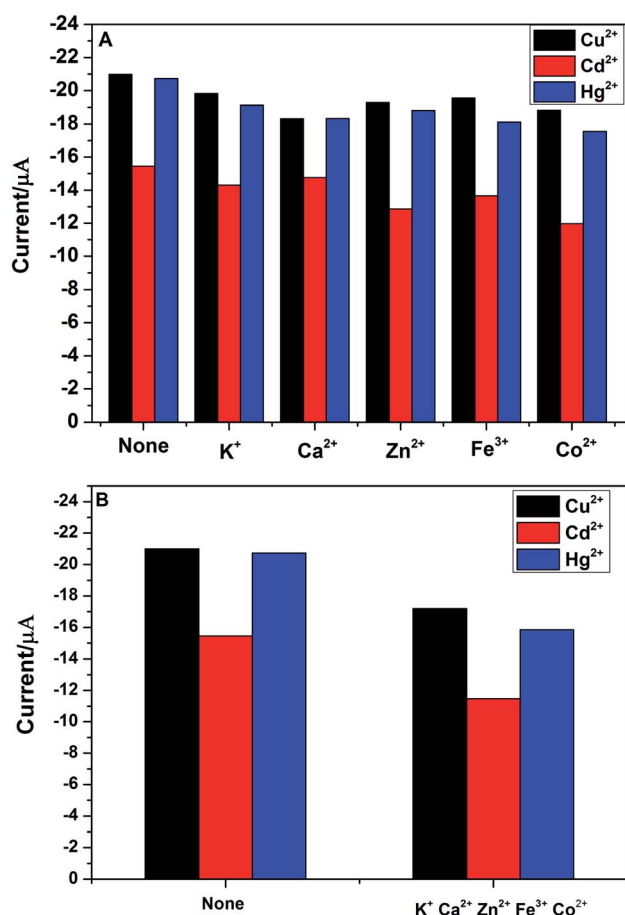 A
Cu²⁺
Cd²⁺
Hg²⁺
-24
-22
-20
-18
-16
-14
-12
-10
-8
-6
-4
-2
0
Current/μA
None K⁺ Ca²⁺ Zn²⁺ Fe³⁺ Co²⁺
B
Cu²⁺
Cd²⁺
Hg²⁺
-24
-22
-20
-18
-16
-14
-12
-10
-8
-6
-4
-2
-0
Current/μA
None K⁺ Ca²⁺ Zn²⁺ Fe³⁺ Co²⁺